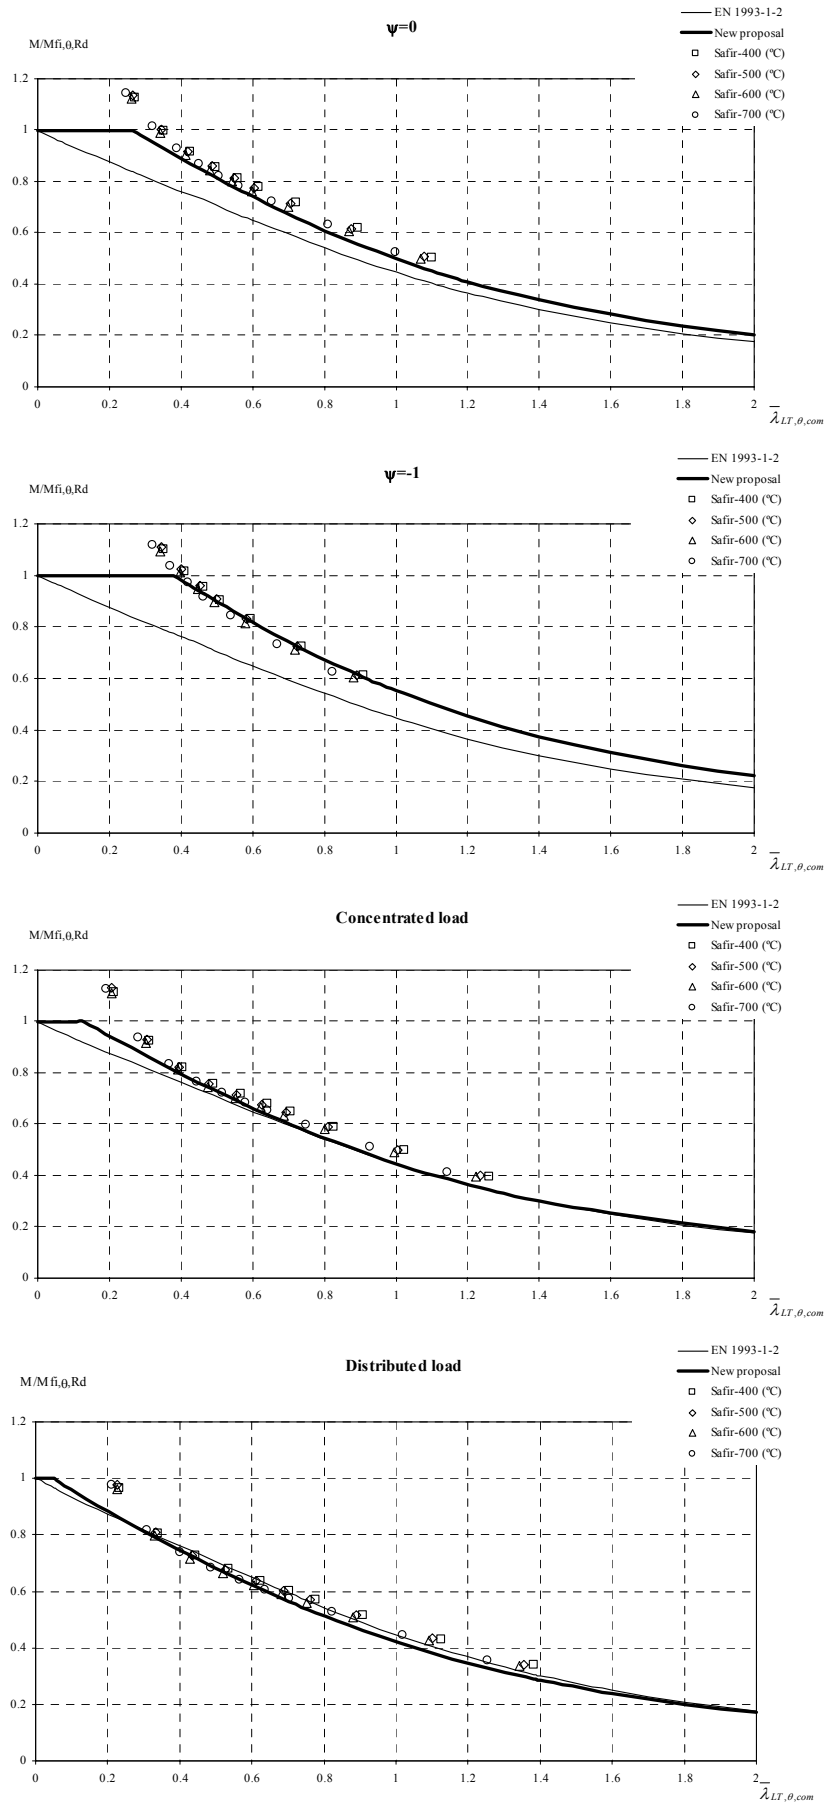 ψ=0
EN 1993-1-2
New proposal
Safir-400 (ºC)
Safir-500 (ºC)
Safir-600 (ºC)
Safir-700 (ºC)
M/Mfi,θ,Rd
1.2
1
0.8
0.6
0.4
0.2
0
0 0.2 0.4 0.6 0.8 1 1.2 1.4 1.6 1.8 2
λ̅ LT,θ,com
ψ=-1
EN 1993-1-2
New proposal
Safir-400 (ºC)
Safir-500 (ºC)
Safir-600 (ºC)
Safir-700 (ºC)
M/Mfi,θ,Rd
1.2
1
0.8
0.6
0.4
0.2
0
0 0.2 0.4 0.6 0.8 1 1.2 1.4 1.6 1.8 2
λ̅ LT,θ,com
Concentrated load
EN 1993-1-2
New proposal
Safir-400 (ºC)
Safir-500 (ºC)
Safir-600 (ºC)
Safir-700 (ºC)
M/Mfi,θ,Rd
1.2
1
0.8
0.6
0.4
0.2
0
0 0.2 0.4 0.6 0.8 1 1.2 1.4 1.6 1.8 2
λ̅ LT,θ,com
Distributed load
EN 1993-1-2
New proposal
Safir-400 (ºC)
Safir-500 (ºC)
Safir-600 (ºC)
Safir-700 (ºC)
M/Mfi,θ,Rd
1.2
1
0.8
0.6
0.4
0.2
0
0 0.2 0.4 0.6 0.8 1 1.2 1.4 1.6 1.8 2
λ̅ LT,θ,com